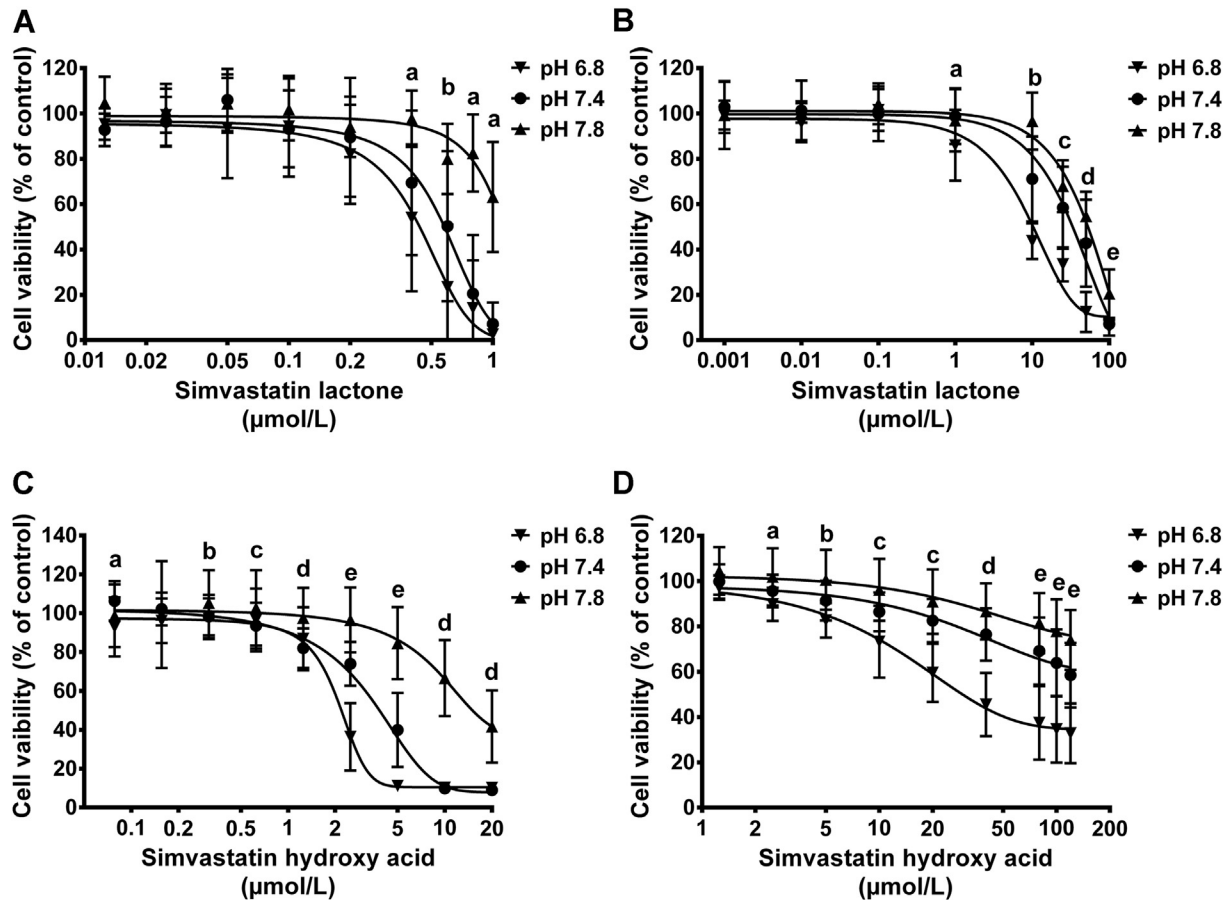 A
Cell vaibility (% of control)
120
100
80
60
40
20
0
a
b
a
a
pH 6.8
pH 7.4
pH 7.8
0.01 0.02 0.05 0.1 0.2 0.5 1
Simvastatin lactone
(µmol/L)
B
Cell vaibility (% of control)
120
100
80
60
40
20
0
a
b
c
d
e
pH 6.8
pH 7.4
pH 7.8
0.001 0.01 0.1 1 10 100
Simvastatin lactone
(µmol/L)
C
Cell vaibility (% of control)
140
120
100
80
60
40
20
0
a
b
c
d
e
e
d
d
pH 6.8
pH 7.4
pH 7.8
0.1 0.2 0.5 1 2 5 10 20
Simvastatin hydroxy acid
(µmol/L)
D
Cell vaibility (% of control)
120
100
80
60
40
20
0
a
b
c
c
d
e
e
e
pH 6.8
pH 7.4
pH 7.8
1 2 5 10 20 50 100 200
Simvastatin hydroxy acid
(µmol/L)